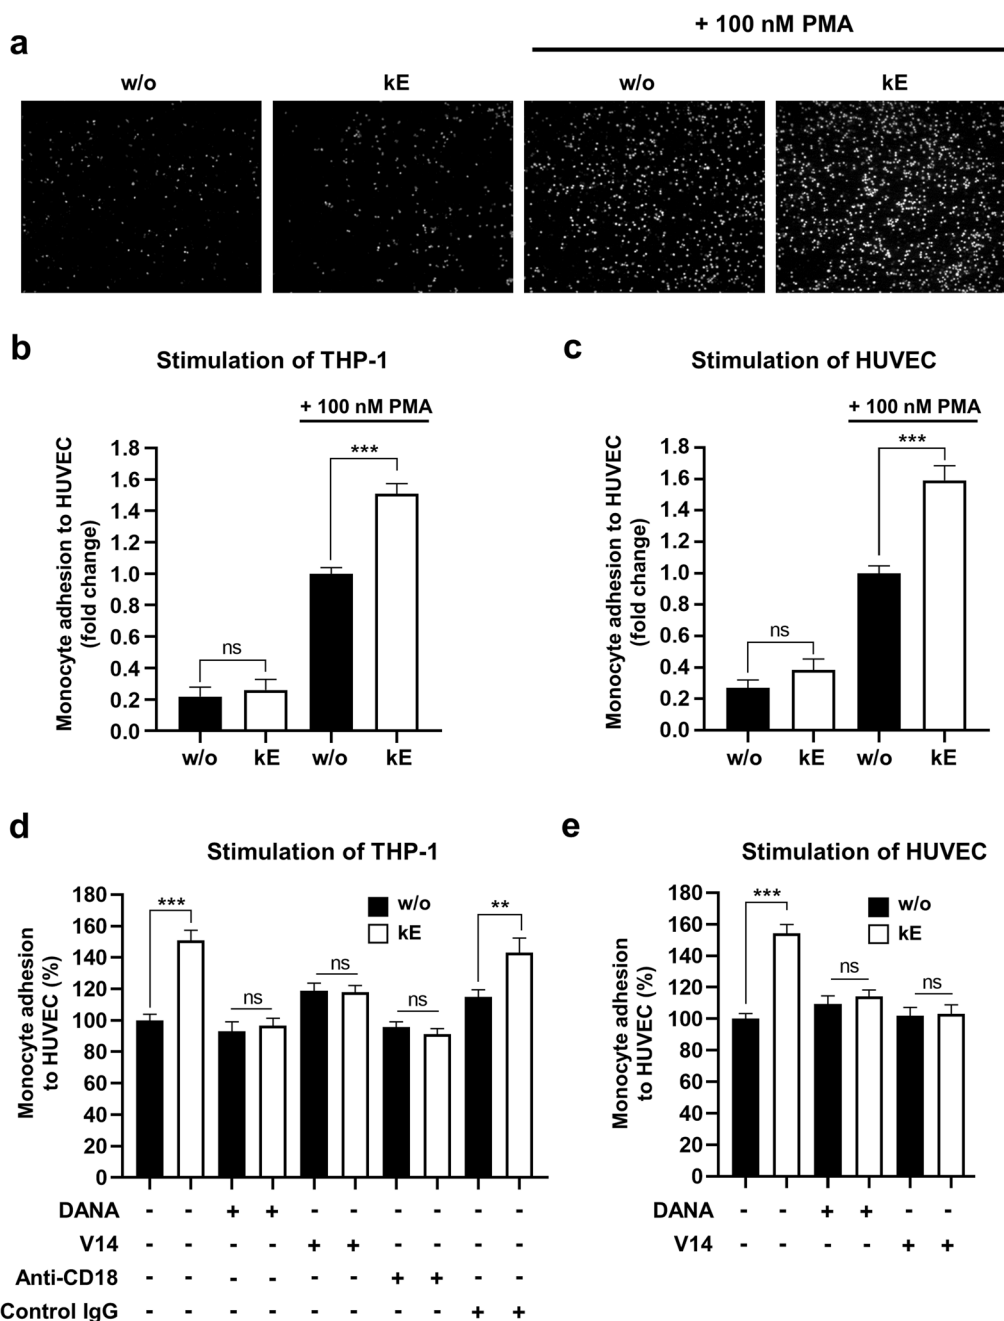 a
+ 100 nM PMA
w/o kE w/o kE
b
Stimulation of THP-1
+ 100 nM PMA
Monocyte adhesion to HUVEC
(fold change)
1.8
1.6
1.4
1.2
1.0
0.8
0.6
0.4
0.2
0.0
ns
***
w/o kE w/o kE
c
Stimulation of HUVEC
+ 100 nM PMA
Monocyte adhesion to HUVEC
(fold change)
1.8
1.6
1.4
1.2
1.0
0.8
0.6
0.4
0.2
0.0
ns
***
w/o kE w/o kE
d
Stimulation of THP-1
Monocyte adhesion
to HUVEC (%)
180
160
140
120
100
80
60
40
20
0
w/o
kE
***
ns
ns
ns
**
DANA - - + + - - - - - -
V14 - - - - + + - - - -
Anti-CD18 - - - - - - + + - -
Control IgG - - - - - - - - + +
e
Stimulation of HUVEC
Monocyte adhesion
to HUVEC (%)
180
160
140
120
100
80
60
40
20
0
w/o
kE
***
ns
ns
DANA - - + + - -
V14 - - - - + +